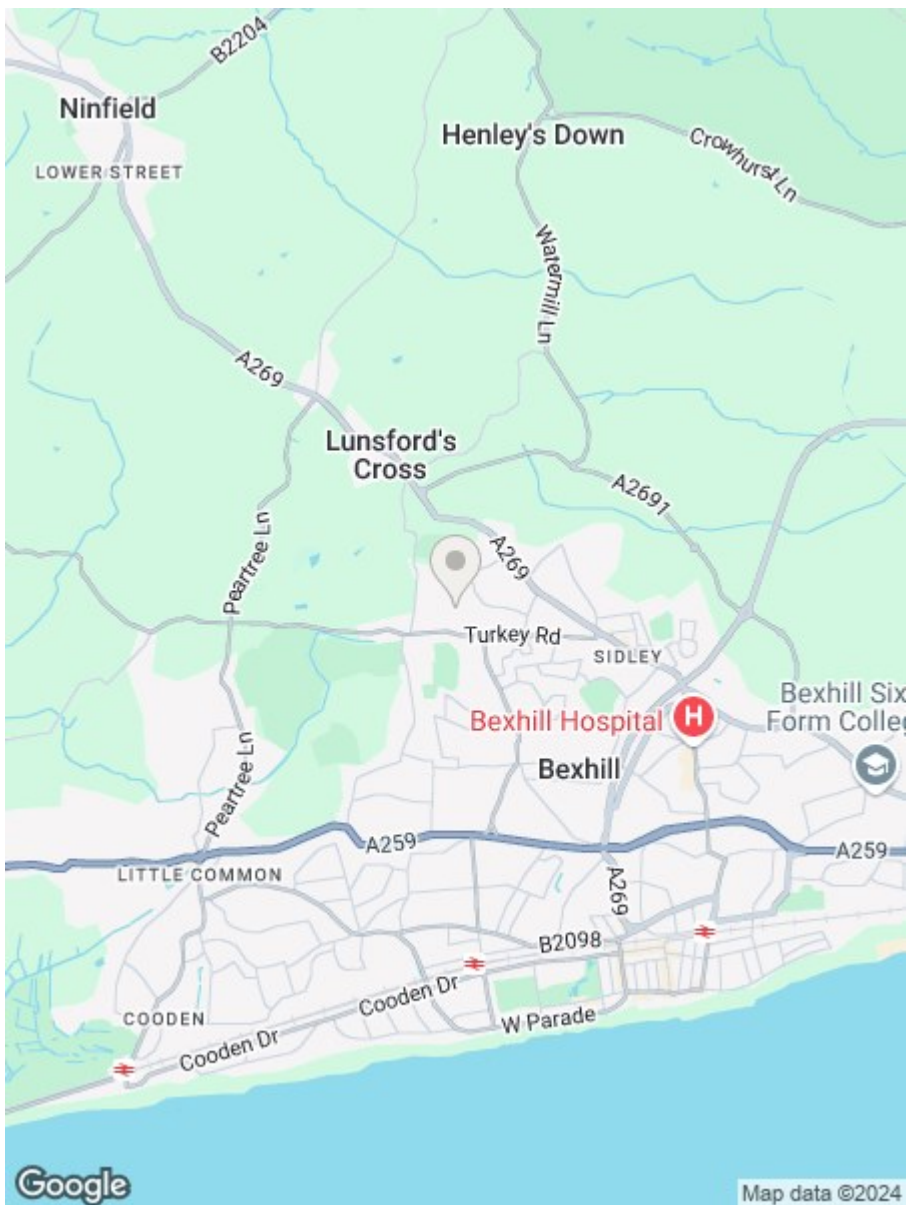 B2204
Ninfield
Henley's Down
Crowhurst Ln
LOWER STREET
Watermill Ln
A269
Lunsford's
Cross
A2691
Peartree Ln
A269
Turkey Rd
SIDLEY
Bexhill Six
Form Colleg
Bexhill Hospital
H
Bexhill
Peartree Ln
A259
A259
LITTLE COMMON
A269
B2098
Cooden Dr
COODEN
W Parade
Cooden Dr
Google
Map data ©2024